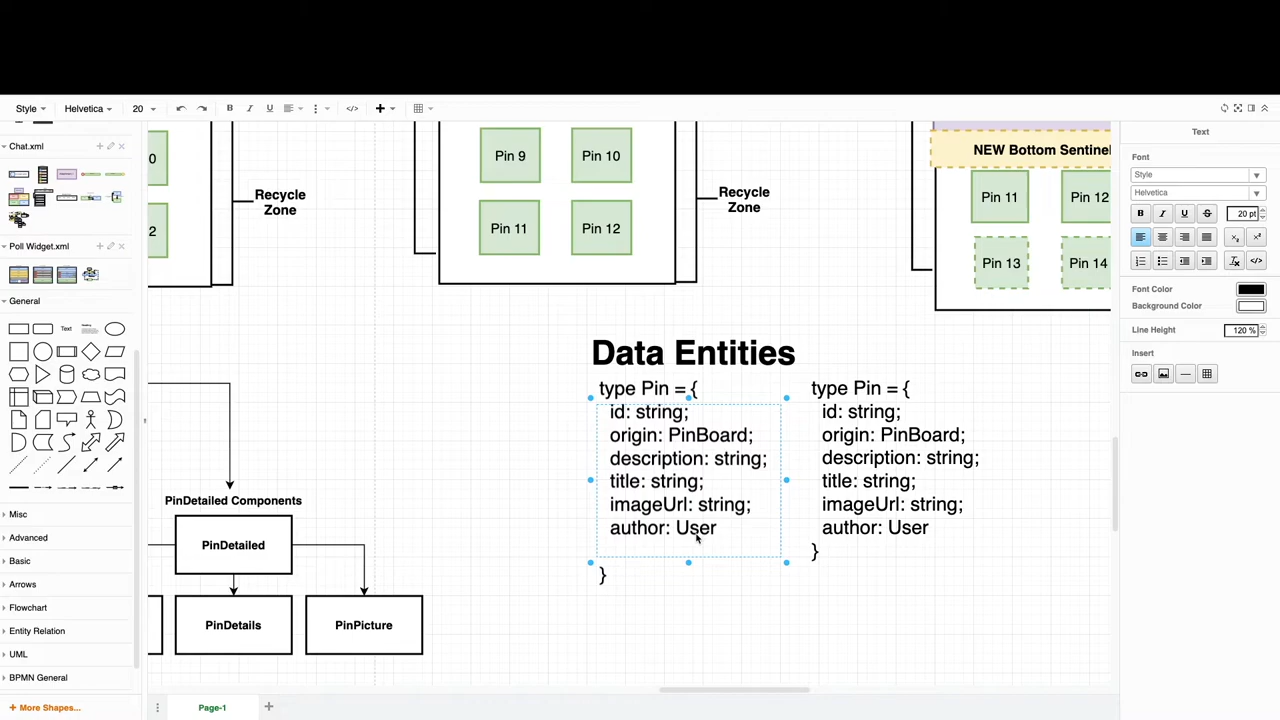 Style
Helvetica
20
B
I
U
</>
Text
Chat.xml
Poll Widget.xml
General
Text
Misc
Advanced
Basic
Arrows
Flowchart
Entity Relation
UML
BPMN General
+ More Shapes...
0
2
Recycle
Zone
Pin 9
Pin 10
Pin 11
Pin 12
Recycle
Zone
NEW Bottom Sentinel
Pin 11
Pin 12
Pin 13
Pin 14
Data Entities
type Pin = {
id: string;
origin: PinBoard;
description: string;
title: string;
imageUrl: string;
author: User
}
type Pin = {
id: string;
origin: PinBoard;
description: string;
title: string;
imageUrl: string;
author: User
}
PinDetailed Components
PinDetailed
PinDetails
PinPicture
Font
Style
Helvetica
B
I
U
S
20 pt
Font Color
Background Color
Line Height
120 %
Insert
Page-1